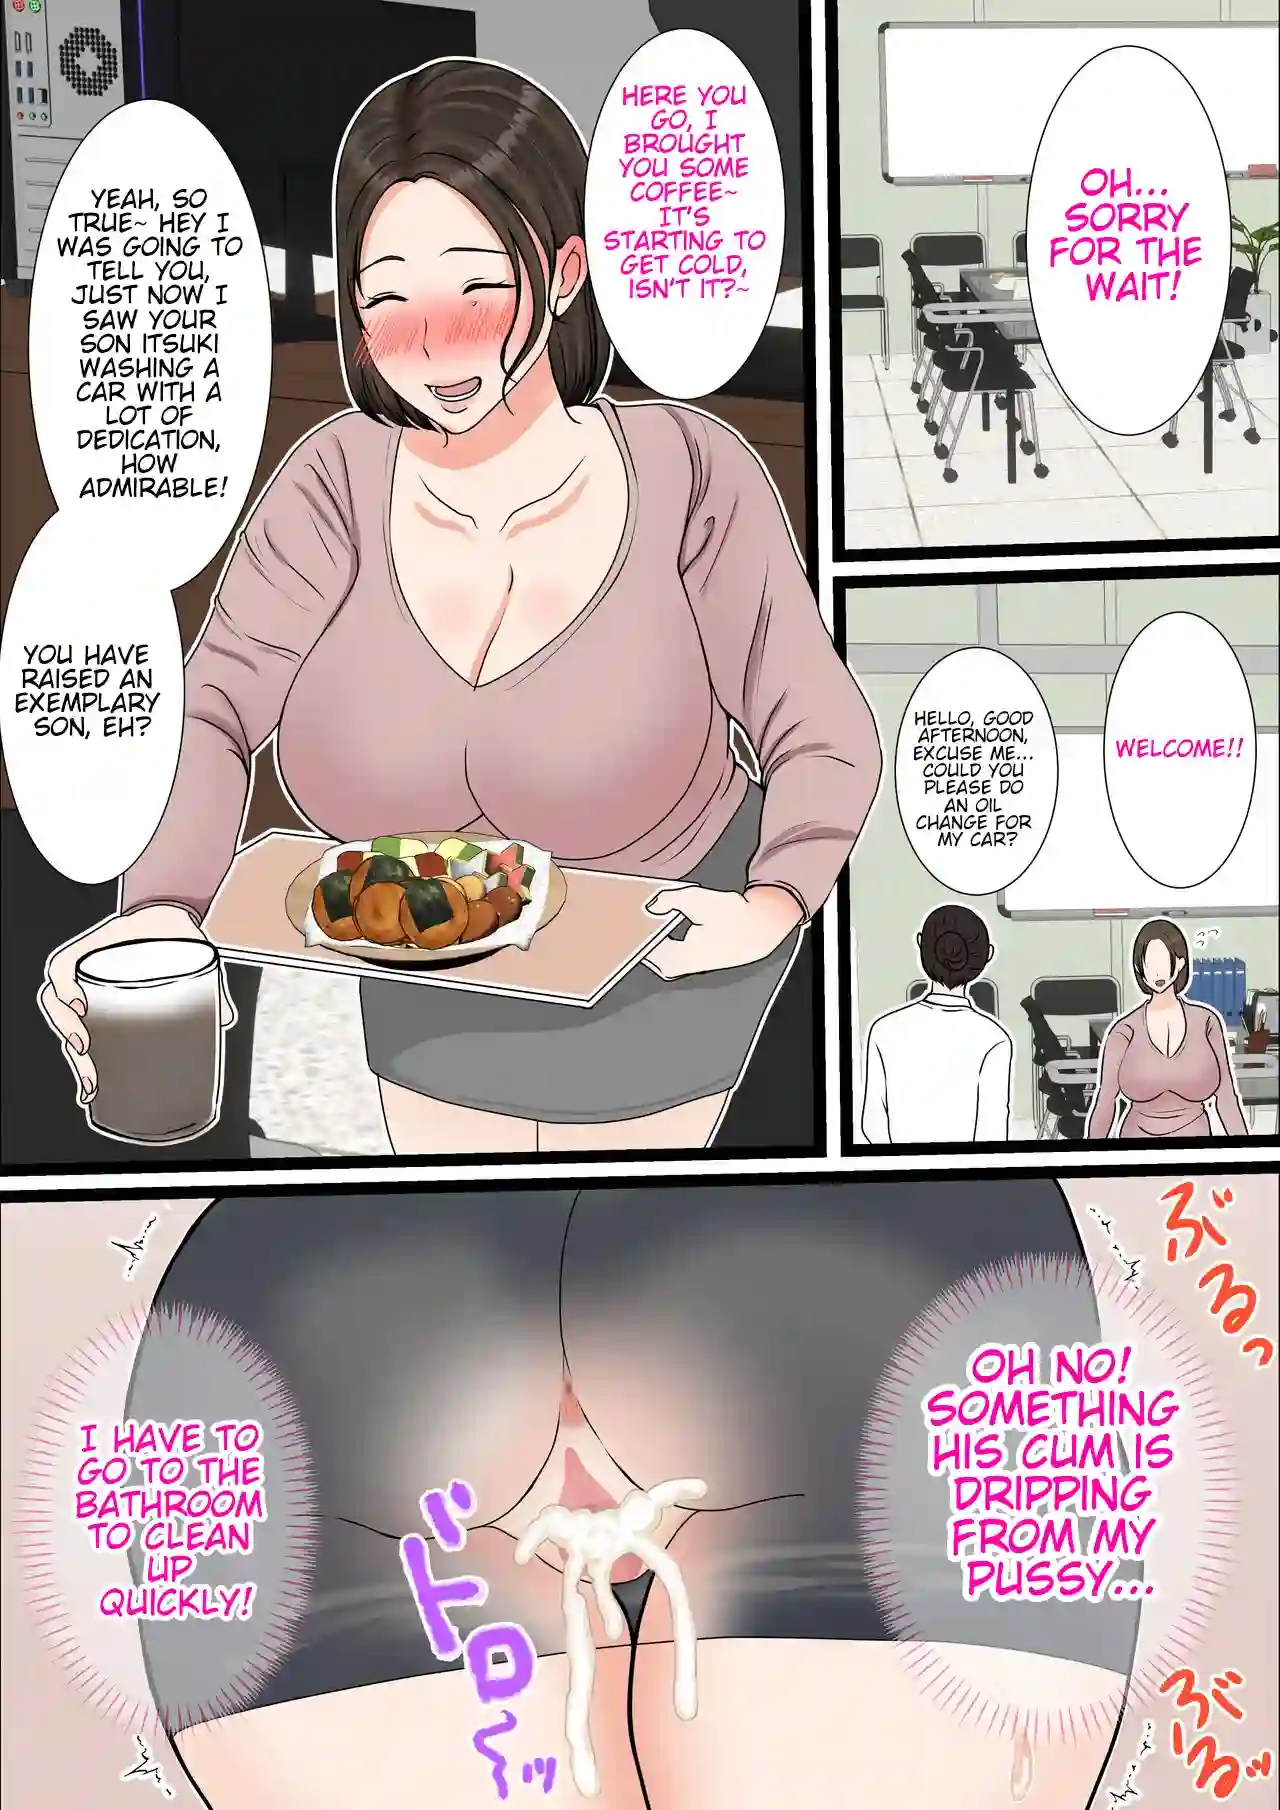 OH...
SORRY
FOR THE
WAIT!
WELCOME!!
HELLO, GOOD
AFTERNOON,
EXCUSE ME...
COULD YOU
PLEASE DO
AN OIL
CHANGE FOR
MY CAR?
HERE YOU
GO, I
BROUGHT
YOU SOME
COFFEE~
IT'S
STARTING TO
GET COLD,
ISN'T IT?~
YEAH, SO
TRUE~ HEY I
WAS GOING TO
TELL YOU,
JUST NOW I
SAW YOUR
SON ITSUKI
WASHING A
CAR WITH A
LOT OF
DEDICATION,
HOW
ADMIRABLE!
YOU HAVE
RAISED AN
EXEMPLARY
SON, EH?
ぶるっ
OH NO!
SOMETHING
HIS CUM IS
DRIPPING
FROM MY
PUSSY...
ドロ〜ッ
I HAVE TO
GO TO THE
BATHROOM
TO CLEAN
UP
QUICKLY!
ぶるるッ